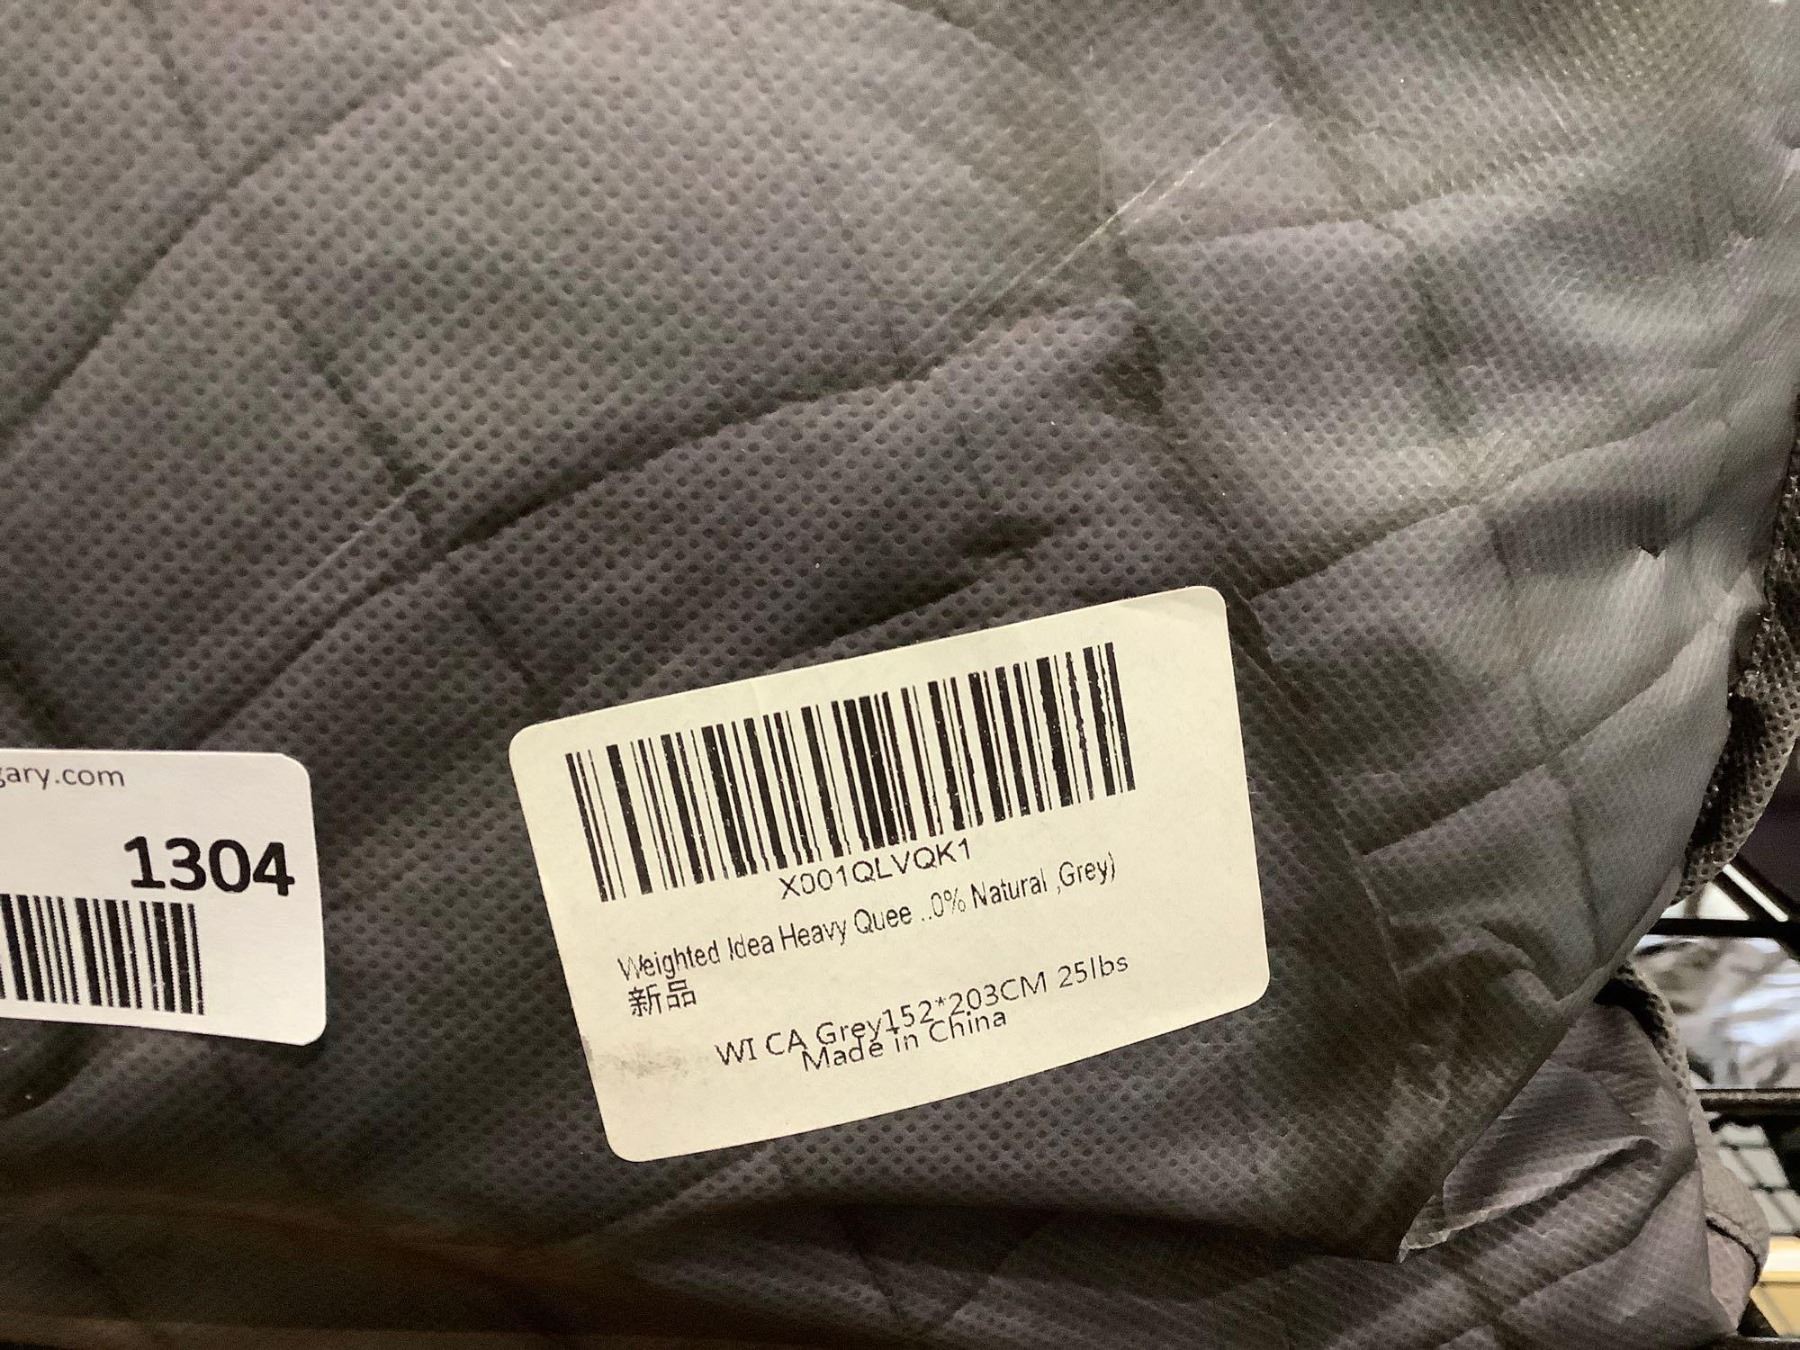 gary.com
1304
X001QLVQK1
Weighted Idea Heavy Quee ..0% Natural ,Grey)
新品
WI CA Grey152*203CM 25lbs
Made in China